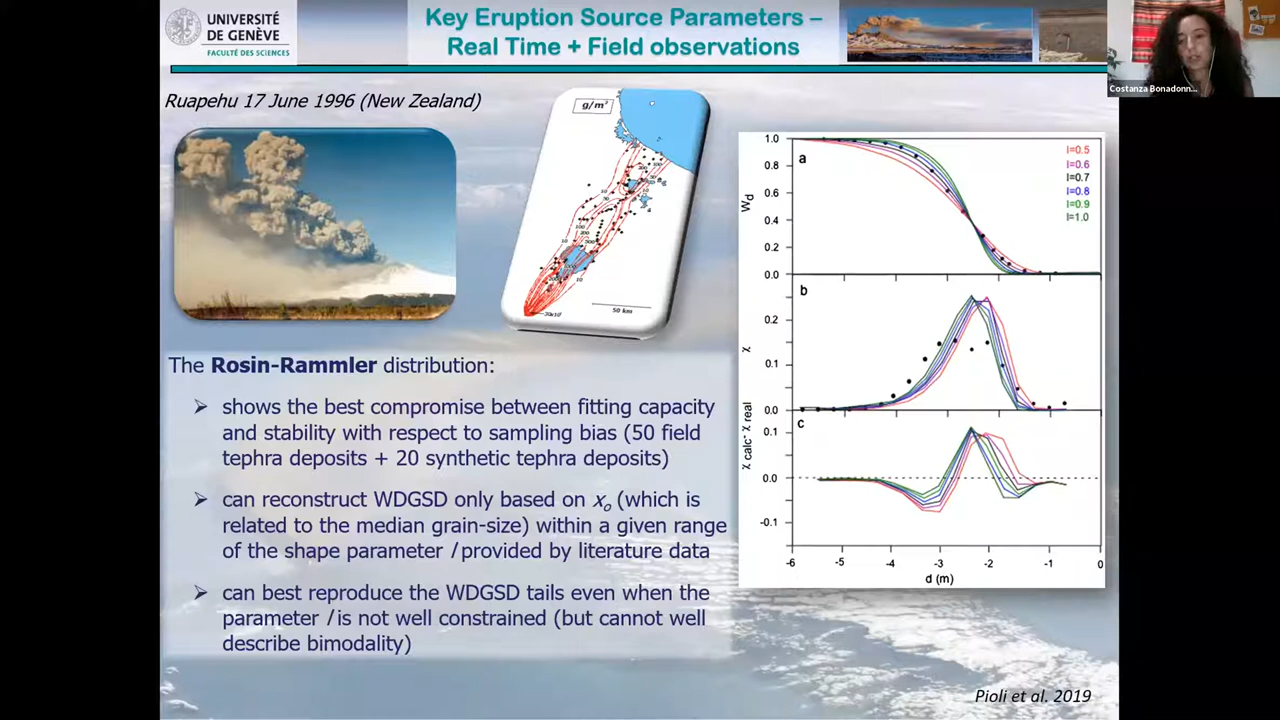 UNIVERSITÉ
DE GENÈVE
FACULTÉ DES SCIENCES
Key Eruption Source Parameters –
Real Time + Field observations
Costanza Bonadonn...
Ruapehu 17 June 1996 (New Zealand)
g/m²
50 km
The Rosin-Rammler distribution:
➢ shows the best compromise between fitting capacity
and stability with respect to sampling bias (50 field
tephra deposits + 20 synthetic tephra deposits)
➢ can reconstruct WDGSD only based on xo (which is
related to the median grain-size) within a given range
of the shape parameter l provided by literature data
➢ can best reproduce the WDGSD tails even when the
parameter l is not well constrained (but cannot well
describe bimodality)
a
1.0
0.8
0.6
0.4
0.2
0.0
Wd
l=0.5
l=0.6
l=0.7
l=0.8
l=0.9
l=1.0
b
0.2
0.1
0.0
χ
c
0.1
0.0
-0.1
χ calc- χ real
-6 -5 -4 -3 -2 -1 0
d (m)
Pioli et al. 2019